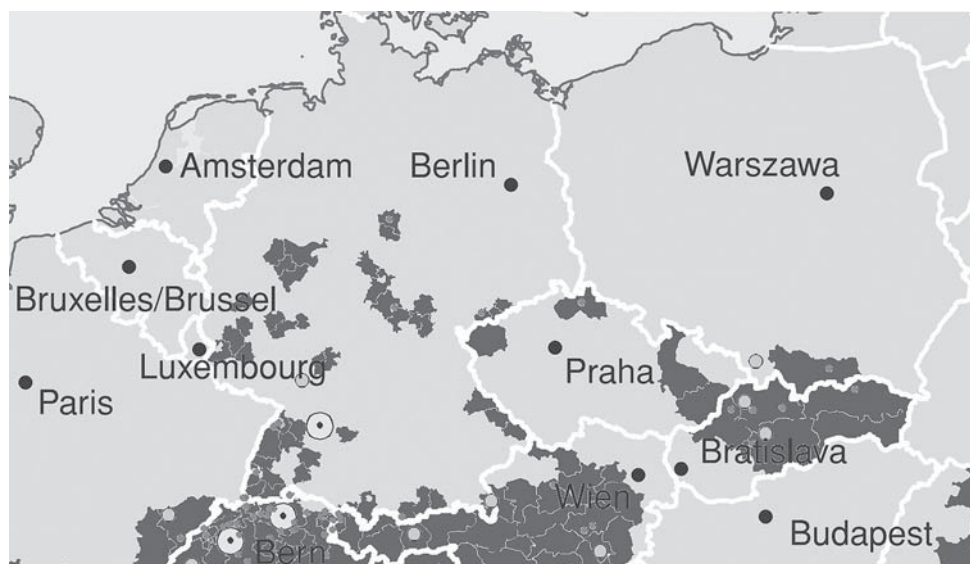 Amsterdam
Berlin
Warszawa
Bruxelles/Brussel
Luxembourg
Praha
Paris
Bratislava
Wien
Budapest
Bern